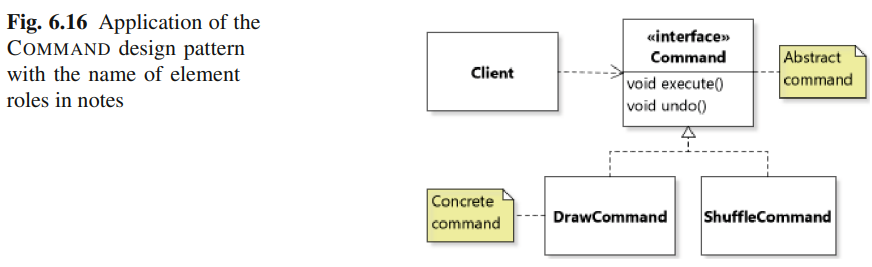 Fig. 6.16 Application of the
COMMAND design pattern
with the name of element
roles in notes
«interface»
Command
void execute()
void undo()
Client
Abstract
command
Concrete
command
DrawCommand
ShuffleCommand